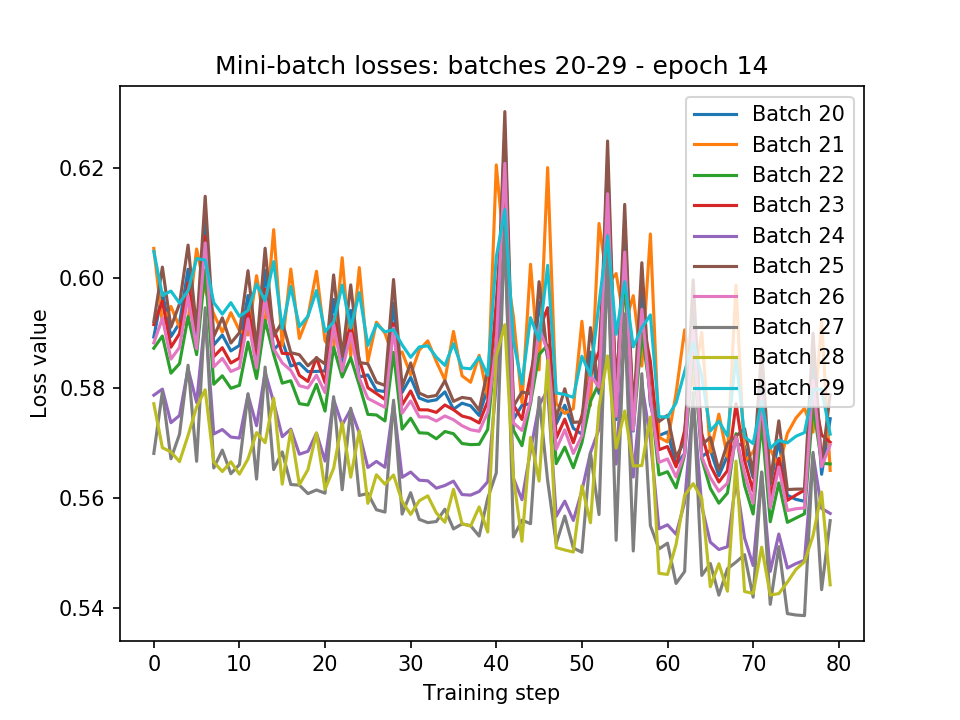 Mini-batch losses: batches 20-29 - epoch 14
Loss value
0.62
0.60
0.58
0.56
0.54
Batch 20
Batch 21
Batch 22
Batch 23
Batch 24
Batch 25
Batch 26
Batch 27
Batch 28
Batch 29
0 10 20 30 40 50 60 70 80
Training step